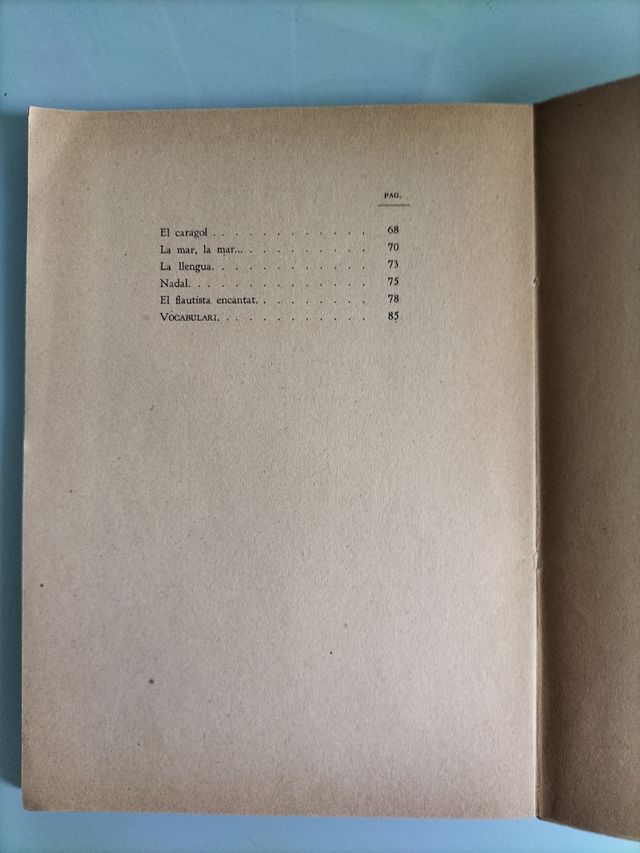 PAG.
El caragol . . . . . . . . . . . . 68
La mar, la mar... . . . . . . . . . 70
La llengua. . . . . . . . . . . . 73
Nadal. . . . . . . . . . . . . 75
El flautista encantat. . . . . . . . 78
VOCABULARI. . . . . . . . . . . 85